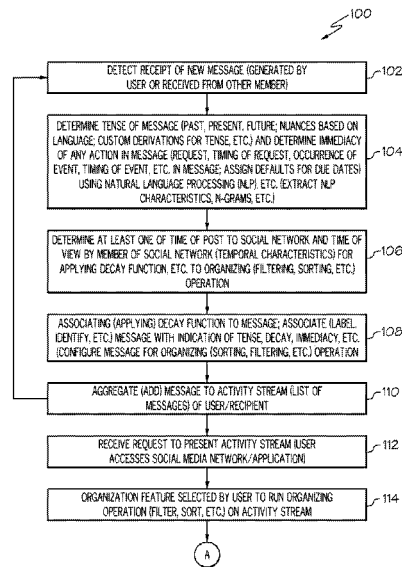 100
DETECT RECEIPT OF NEW MESSAGE (GENERATED BY
USER OR RECEIVED FROM OTHER MEMBER)
102
DETERMINE TENSE OF MESSAGE (PAST, PRESENT, FUTURE; NUANCES BASED ON
LANGUAGE; CUSTOM DERIVATIONS FOR TENSE, ETC.) AND DETERMINE IMMEDIACY
OF ANY ACTION IN MESSAGE (REQUEST, TIMING OF REQUEST, OCCURRENCE OF
EVENT, TIMING OF EVENT, ETC. IN MESSAGE; ASSIGN DEFAULTS FOR DUE DATES)
USING NATURAL LANGUAGE PROCESSING (NLP), ETC. (EXTRACT NLP
CHARACTERISTICS, N-GRAMS, ETC.)
104
DETERMINE AT LEAST ONE OF TIME OF POST TO SOCIAL NETWORK AND TIME OF
VIEW BY MEMBER OF SOCIAL NETWORK (TEMPORAL CHARACTERISTICS) FOR
APPLYING DECAY FUNCTION, ETC. TO ORGANIZING (FILTERING, SORTING, ETC.)
OPERATION
106
ASSOCIATING (APPLYING) DECAY FUNCTION TO MESSAGE; ASSOCIATE (LABEL,
IDENTIFY, ETC.) MESSAGE WITH INDICATION OF TENSE, DECAY, IMMEDIACY, ETC.
(CONFIGURE MESSAGE FOR ORGANIZING (SORTING, FILTERING, ETC.) OPERATION
108
AGGREGATE (ADD) MESSAGE TO ACTIVITY STREAM (LIST OF
MESSAGES) OF USER/RECIPIENT
110
RECEIVE REQUEST TO PRESENT ACTIVITY STREAM (USER
ACCESSES SOCIAL MEDIA NETWORK/APPLICATION)
112
ORGANIZATION FEATURE SELECTED BY USER TO RUN ORGANIZING
OPERATION (FILTER, SORT, ETC.) ON ACTIVITY STREAM
114
A